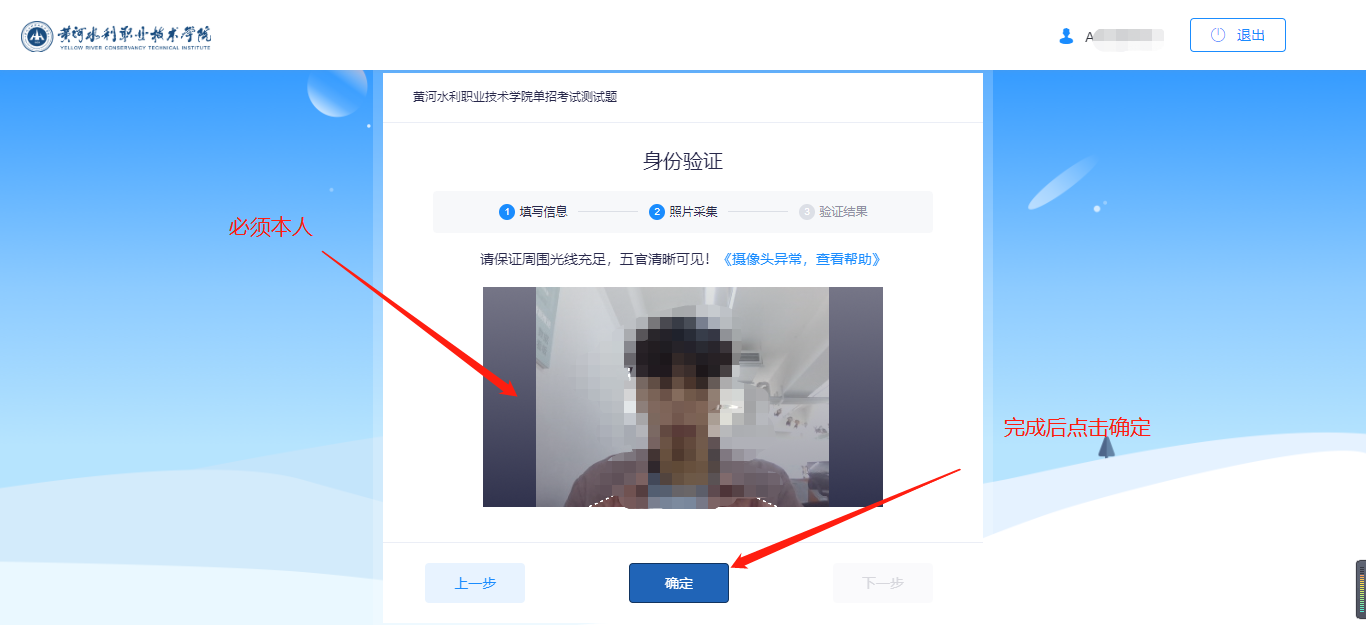 黄河水利职业技术学院
YELLOW RIVER CONSERVANCY TECHNICAL INSTITUTE
A
退出
黄河水利职业技术学院单招考试测试题
身份验证
1 填写信息
2 照片采集
3 验证结果
必须本人
请保证周围光线充足，五官清晰可见！《摄像头异常，查看帮助》
完成后点击确定
上一步
确定
下一步